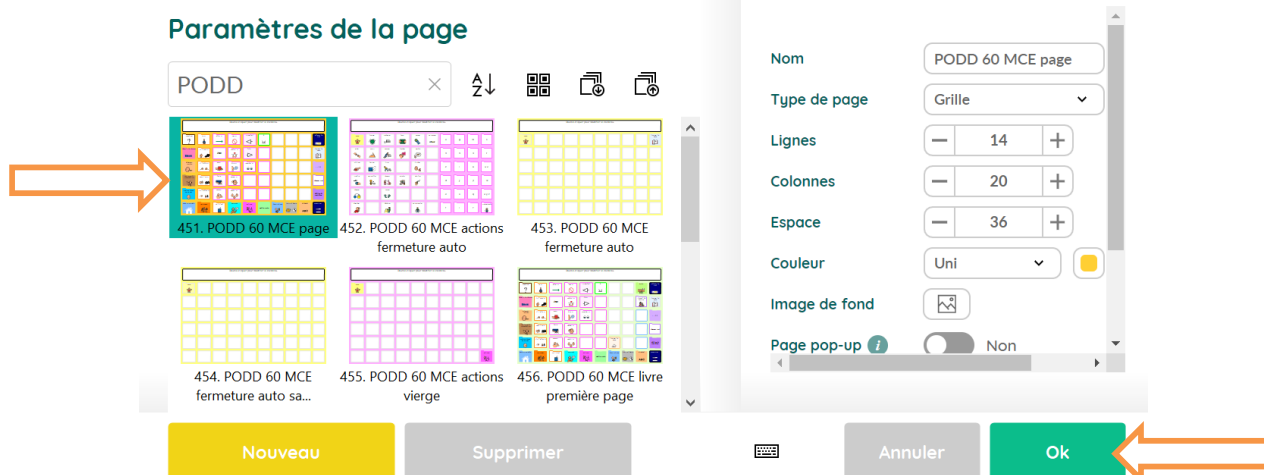 Paramètres de la page
PODD
451. PODD 60 MCE page
452. PODD 60 MCE actions
fermeture auto
453. PODD 60 MCE
fermeture auto
454. PODD 60 MCE
fermeture auto sa...
455. PODD 60 MCE actions
vierge
456. PODD 60 MCE livre
première page
Nouveau
Supprimer
Nom
PODD 60 MCE page
Type de page
Grille
Lignes
14
Colonnes
20
Espace
36
Couleur
Uni
Image de fond
Page pop-up
Non
Annuler
Ok